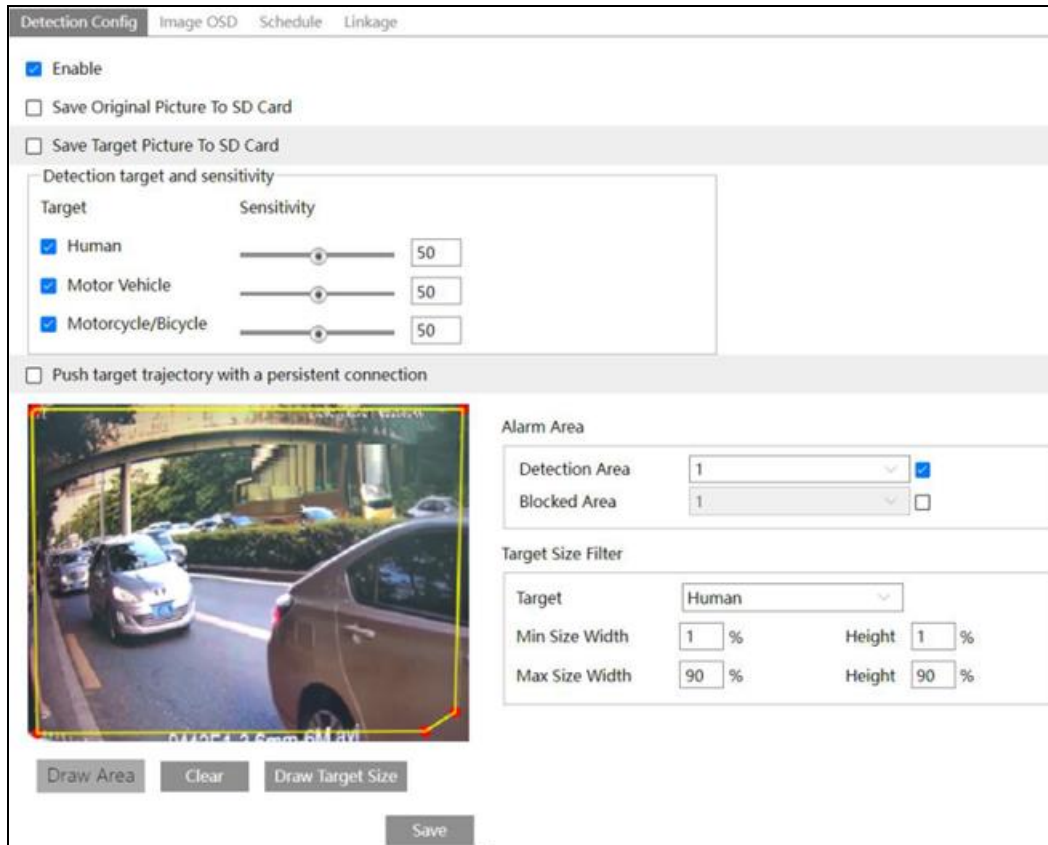 Detection Config Image OSD Schedule Linkage
Enable
Save Original Picture To SD Card
Save Target Picture To SD Card
Detection target and sensitivity
Target Sensitivity
Human 50
Motor Vehicle 50
Motorcycle/Bicycle 50
Push target trajectory with a persistent connection
Alarm Area
Detection Area 1
Blocked Area 1
Target Size Filter
Target Human
Min Size Width 1 % Height 1 %
Max Size Width 90 % Height 90 %
Draw Area Clear Draw Target Size
Save